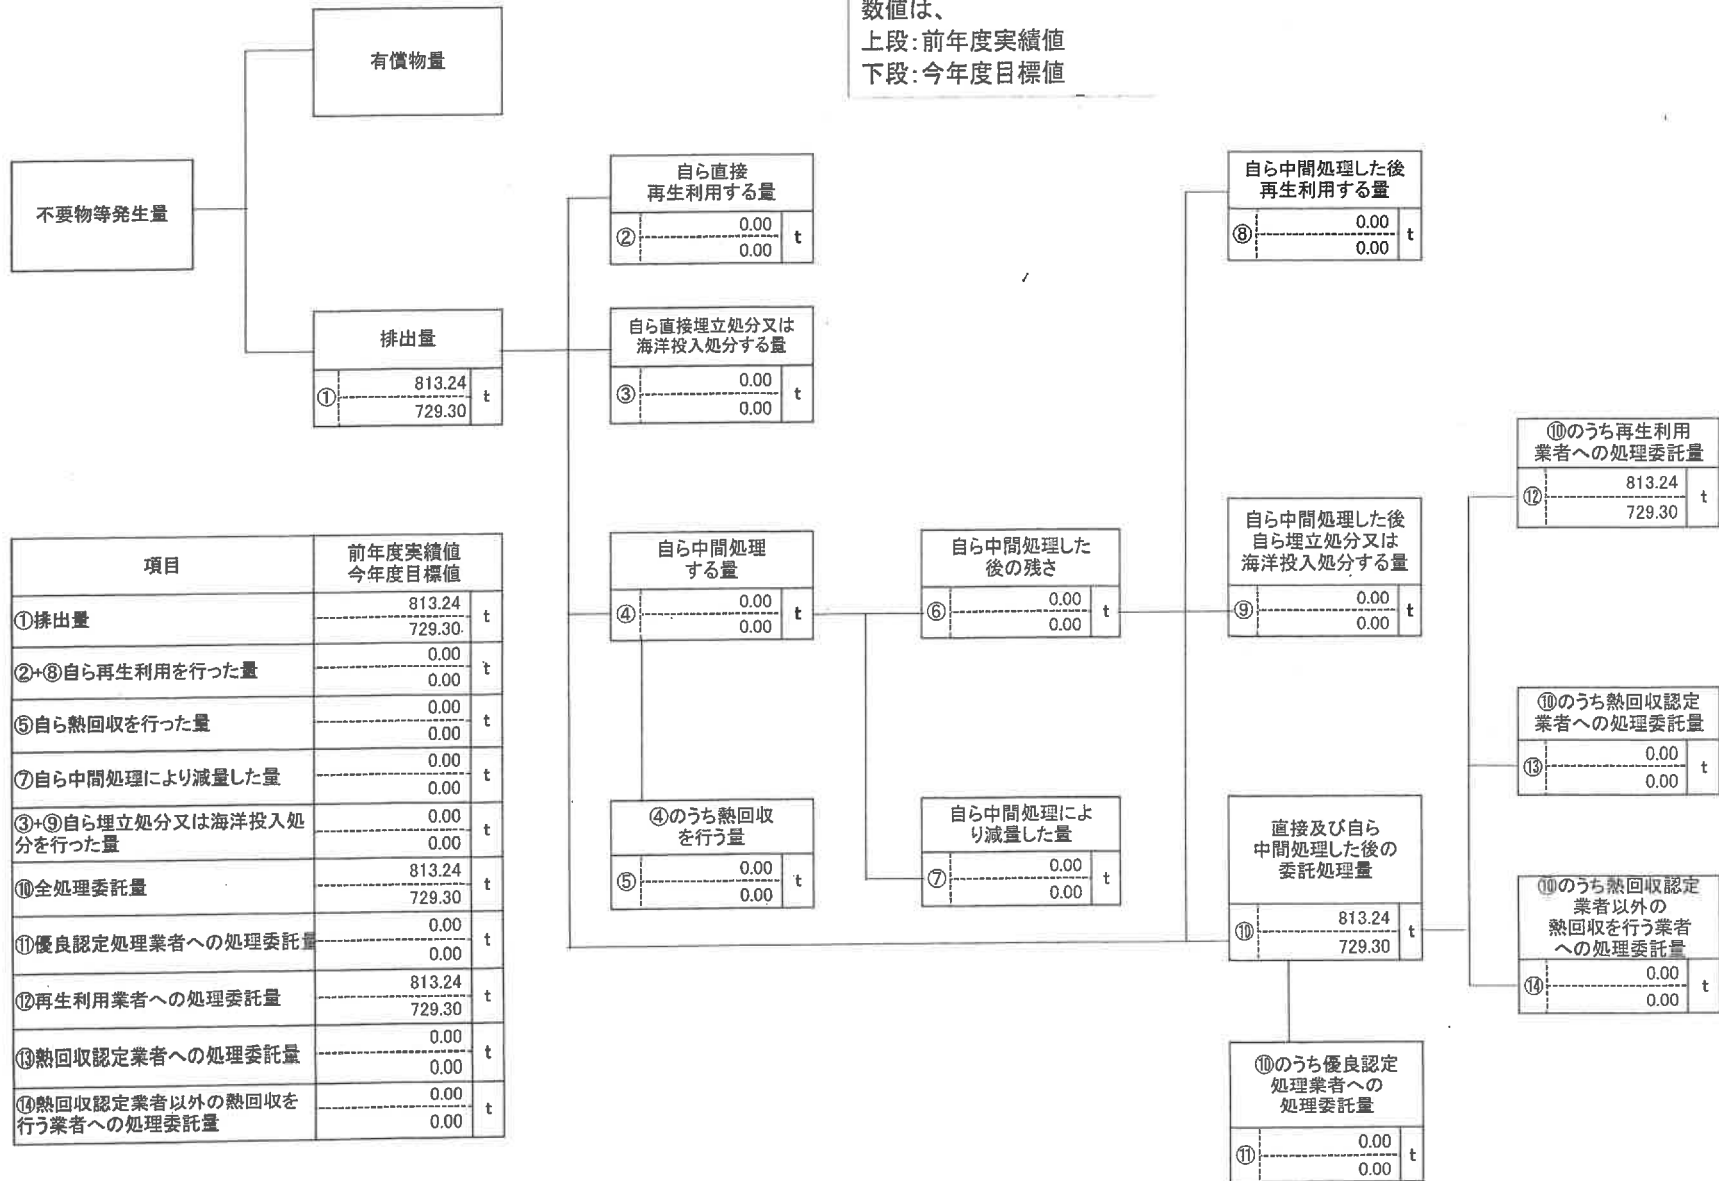 数値は、
上段:前年度実績値
下段:今年度目標値
有償物量
不要物等発生量
排出量
①
813.24
729.30
t
自ら直接
再生利用する量
②
0.00
0.00
t
自ら直接埋立処分又は
海洋投入処分する量
③
0.00
0.00
t
自ら中間処理
する量
④
0.00
0.00
t
④のうち熱回収
を行う量
⑤
0.00
0.00
t
自ら中間処理した
後の残さ
⑥
0.00
0.00
t
自ら中間処理によ
り減量した量
⑦
0.00
0.00
t
自ら中間処理した後
再生利用する量
⑧
0.00
0.00
t
自ら中間処理した後
自ら埋立処分又は
海洋投入処分する量
⑨
0.00
0.00
t
直接及び自ら
中間処理した後の
委託処理量
⑩
813.24
729.30
t
⑩のうち優良認定
処理業者への
処理委託量
⑪
0.00
0.00
t
⑩のうち再生利用
業者への処理委託量
⑫
813.24
729.30
t
⑩のうち熱回収認定
業者への処理委託量
⑬
0.00
0.00
t
⑩のうち熱回収認定
業者以外の
熱回収を行う業者
への処理委託量
⑭
0.00
0.00
t
項目
前年度実績値
今年度目標値
①排出量
813.24
729.30
t
②+⑧自ら再生利用を行った量
0.00
0.00
t
⑤自ら熱回収を行った量
0.00
0.00
t
⑦自ら中間処理により減量した量
0.00
0.00
t
③+⑨自ら埋立処分又は海洋投入処
分を行った量
0.00
0.00
t
⑩全処理委託量
813.24
729.30
t
⑪優良認定処理業者への処理委託量
0.00
0.00
t
⑫再生利用業者への処理委託量
813.24
729.30
t
⑬熱回収認定業者への処理委託量
0.00
0.00
t
⑭熱回収認定業者以外の熱回収を
行う業者への処理委託量
0.00
0.00
t